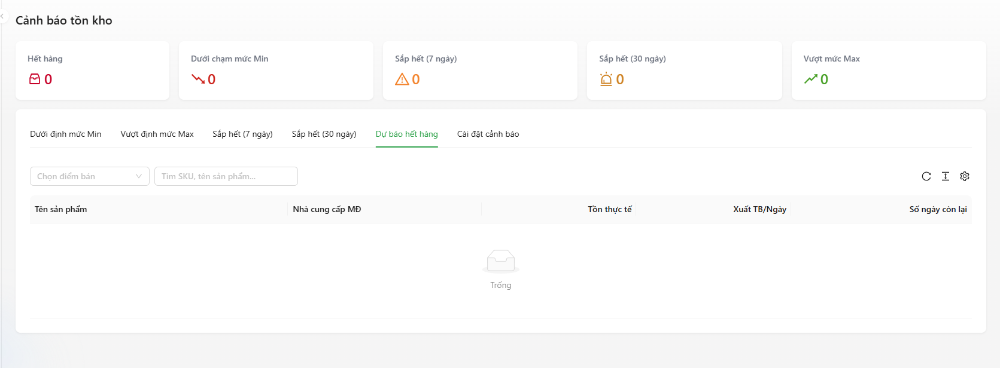 Cảnh báo tồn kho
Hết hàng
0
Dưới chạm mức Min
0
Sắp hết (7 ngày)
0
Sắp hết (30 ngày)
0
Vượt mức Max
0
Dưới định mức Min Vượt định mức Max Sắp hết (7 ngày) Sắp hết (30 ngày) Dự báo hết hàng Cài đặt cảnh báo
Chọn điểm bán Tìm SKU, tên sản phẩm...
Tên sản phẩm Nhà cung cấp MĐ Tồn thực tế Xuất TB/Ngày Số ngày còn lại
Trống